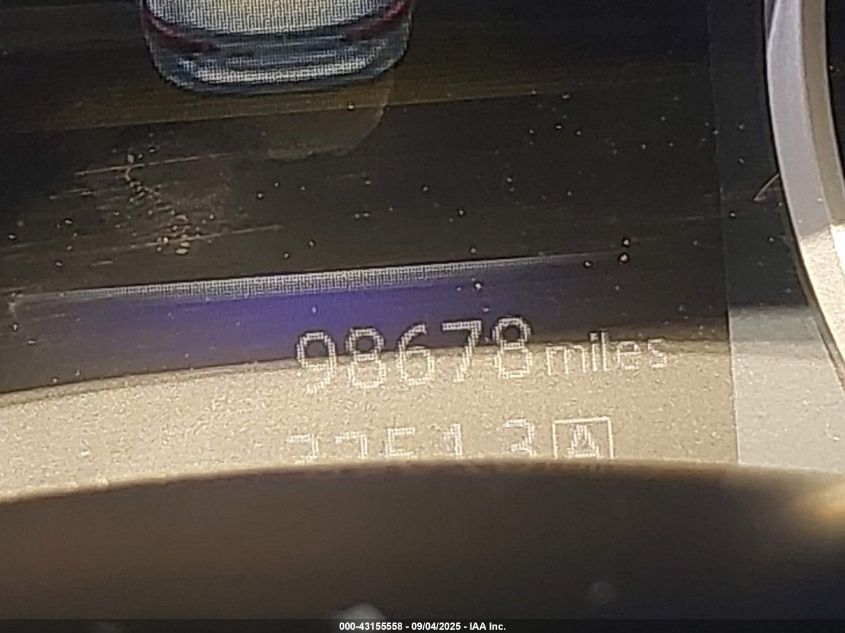 98678 miles
A
000-43155558 - 09/04/2025 - IAA Inc.